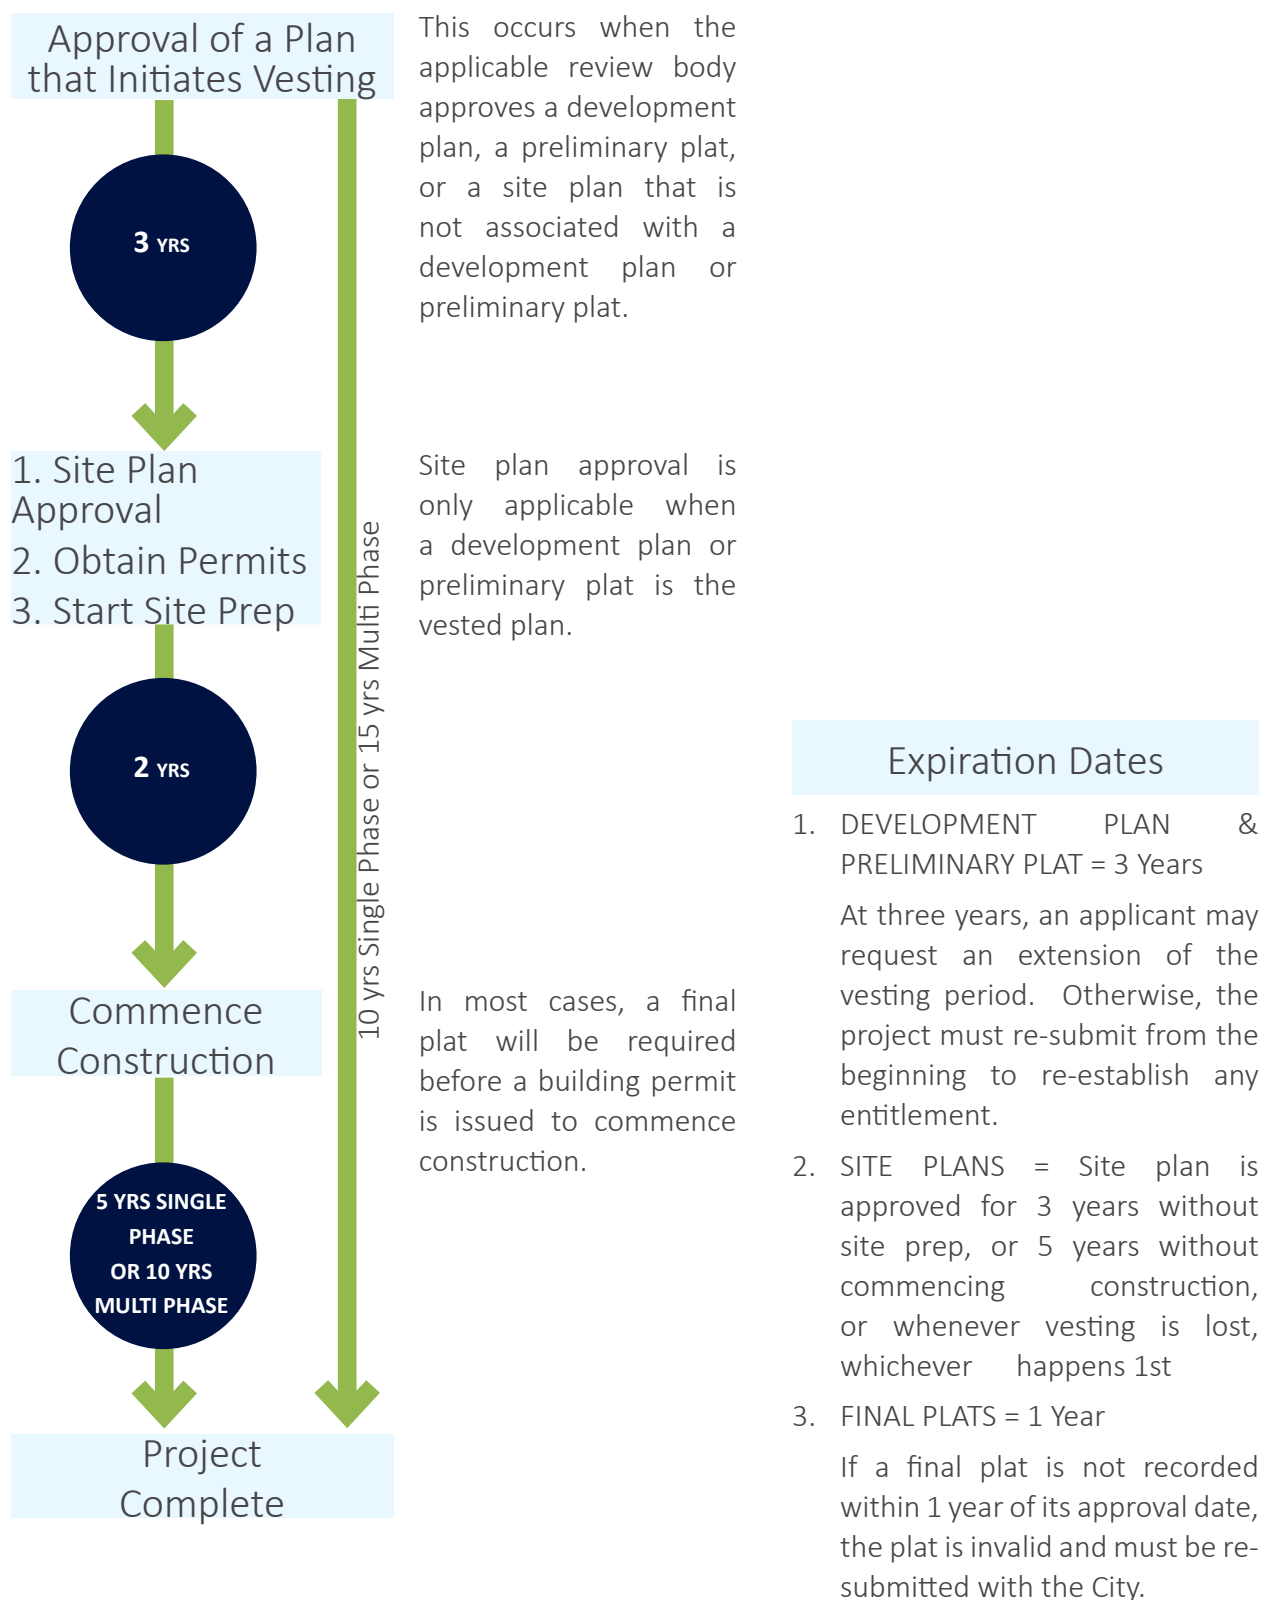 Approval of a Plan
that Initiates Vesting
This occurs when the
applicable review body
approves a development
plan, a preliminary plat,
or a site plan that is
not associated with a
development plan or
preliminary plat.
3 YRS
1. Site Plan
Approval
2. Obtain Permits
3. Start Site Prep
Site plan approval is
only applicable when
a development plan or
preliminary plat is the
vested plan.
10 yrs Single Phase or 15 yrs Multi Phase
2 YRS
Commence
Construction
In most cases, a final
plat will be required
before a building permit
is issued to commence
construction.
5 YRS SINGLE
PHASE
OR 10 YRS
MULTI PHASE
Project
Complete
Expiration Dates
1. DEVELOPMENT PLAN &
PRELIMINARY PLAT = 3 Years
At three years, an applicant may
request an extension of the
vesting period. Otherwise, the
project must re-submit from the
beginning to re-establish any
entitlement.
2. SITE PLANS = Site plan is
approved for 3 years without
site prep, or 5 years without
commencing construction,
or whenever vesting is lost,
whichever happens 1st
3. FINAL PLATS = 1 Year
If a final plat is not recorded
within 1 year of its approval date,
the plat is invalid and must be re-
submitted with the City.